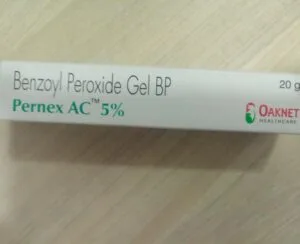 Benzoyl Peroxide Gel BP
20 g
Pernex AC™ 5%
OAKNET
HEALTHCARE